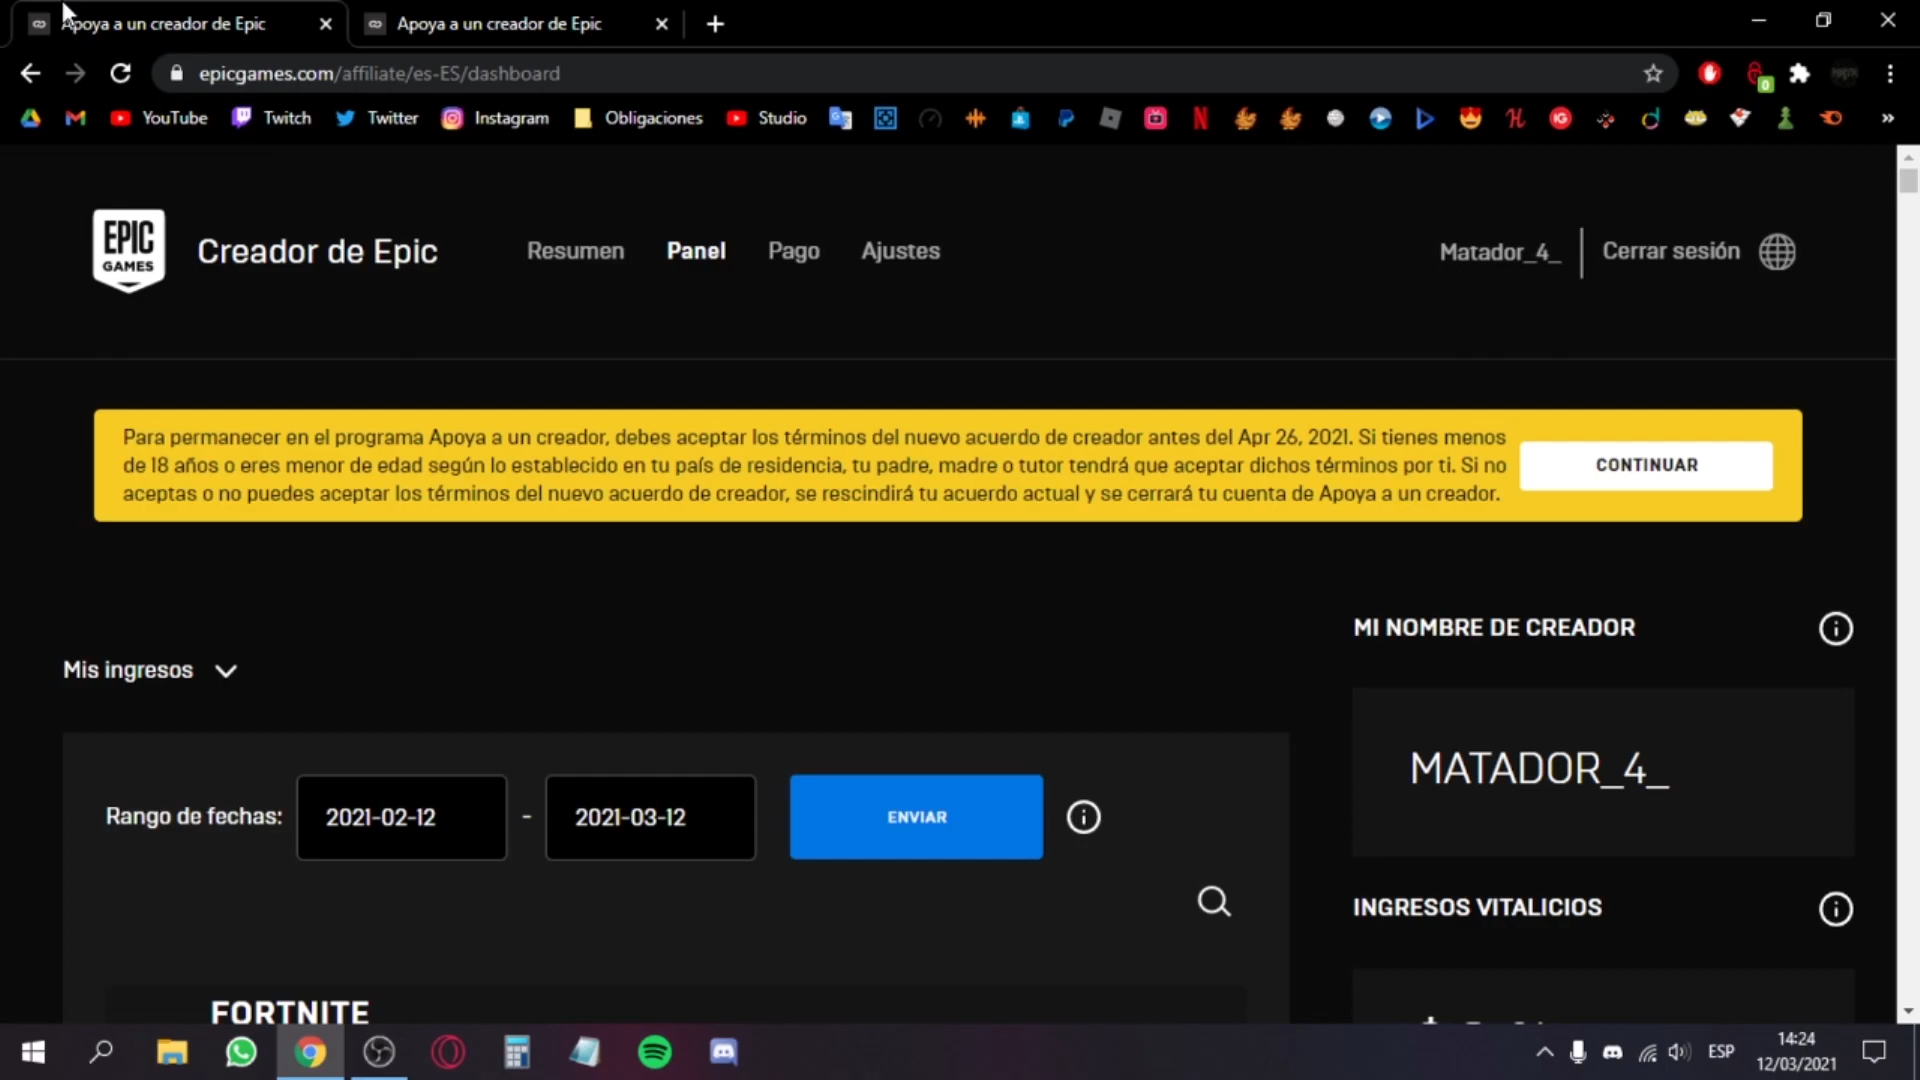 Apoya a un creador de Epic
Apoya a un creador de Epic
epicgames.com/affiliate/es-ES/dashboard
0
YouTube
Twitch
Twitter
Instagram
Obligaciones
Studio
EPIC
GAMES
Creador de Epic
Resumen
Panel
Pago
Ajustes
Matador_4_
Cerrar sesión
Para permanecer en el programa Apoya a un creador, debes aceptar los términos del nuevo acuerdo de creador antes del Apr 26, 2021. Si tienes menos
de 18 años o eres menor de edad según lo establecido en tu país de residencia, tu padre, madre o tutor tendrá que aceptar dichos términos por ti. Si no
aceptas o no puedes aceptar los términos del nuevo acuerdo de creador, se rescindirá tu acuerdo actual y se cerrará tu cuenta de Apoya a un creador.
CONTINUAR
MI NOMBRE DE CREADOR
Mis ingresos
MATADOR_4_
Rango de fechas:
2021-02-12
-
2021-03-12
ENVIAR
INGRESOS VITALICIOS
FORTNITE
ESP
14:24
12/03/2021